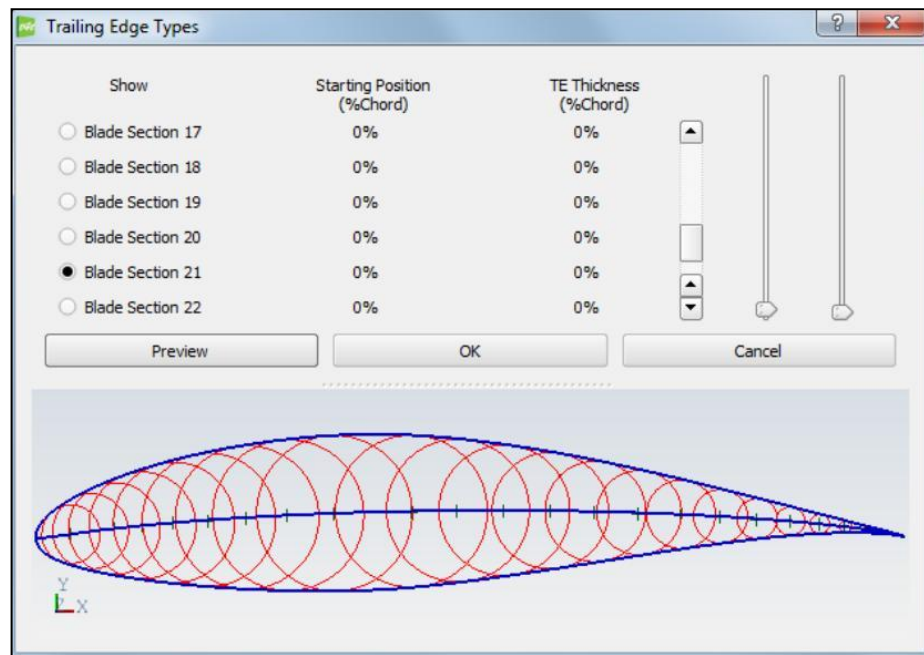 Trailing Edge Types
Show Starting Position (%Chord) TE Thickness (%Chord)
Blade Section 17 0% 0%
Blade Section 18 0% 0%
Blade Section 19 0% 0%
Blade Section 20 0% 0%
Blade Section 21 0% 0%
Blade Section 22 0% 0%
Preview OK Cancel
Y
X